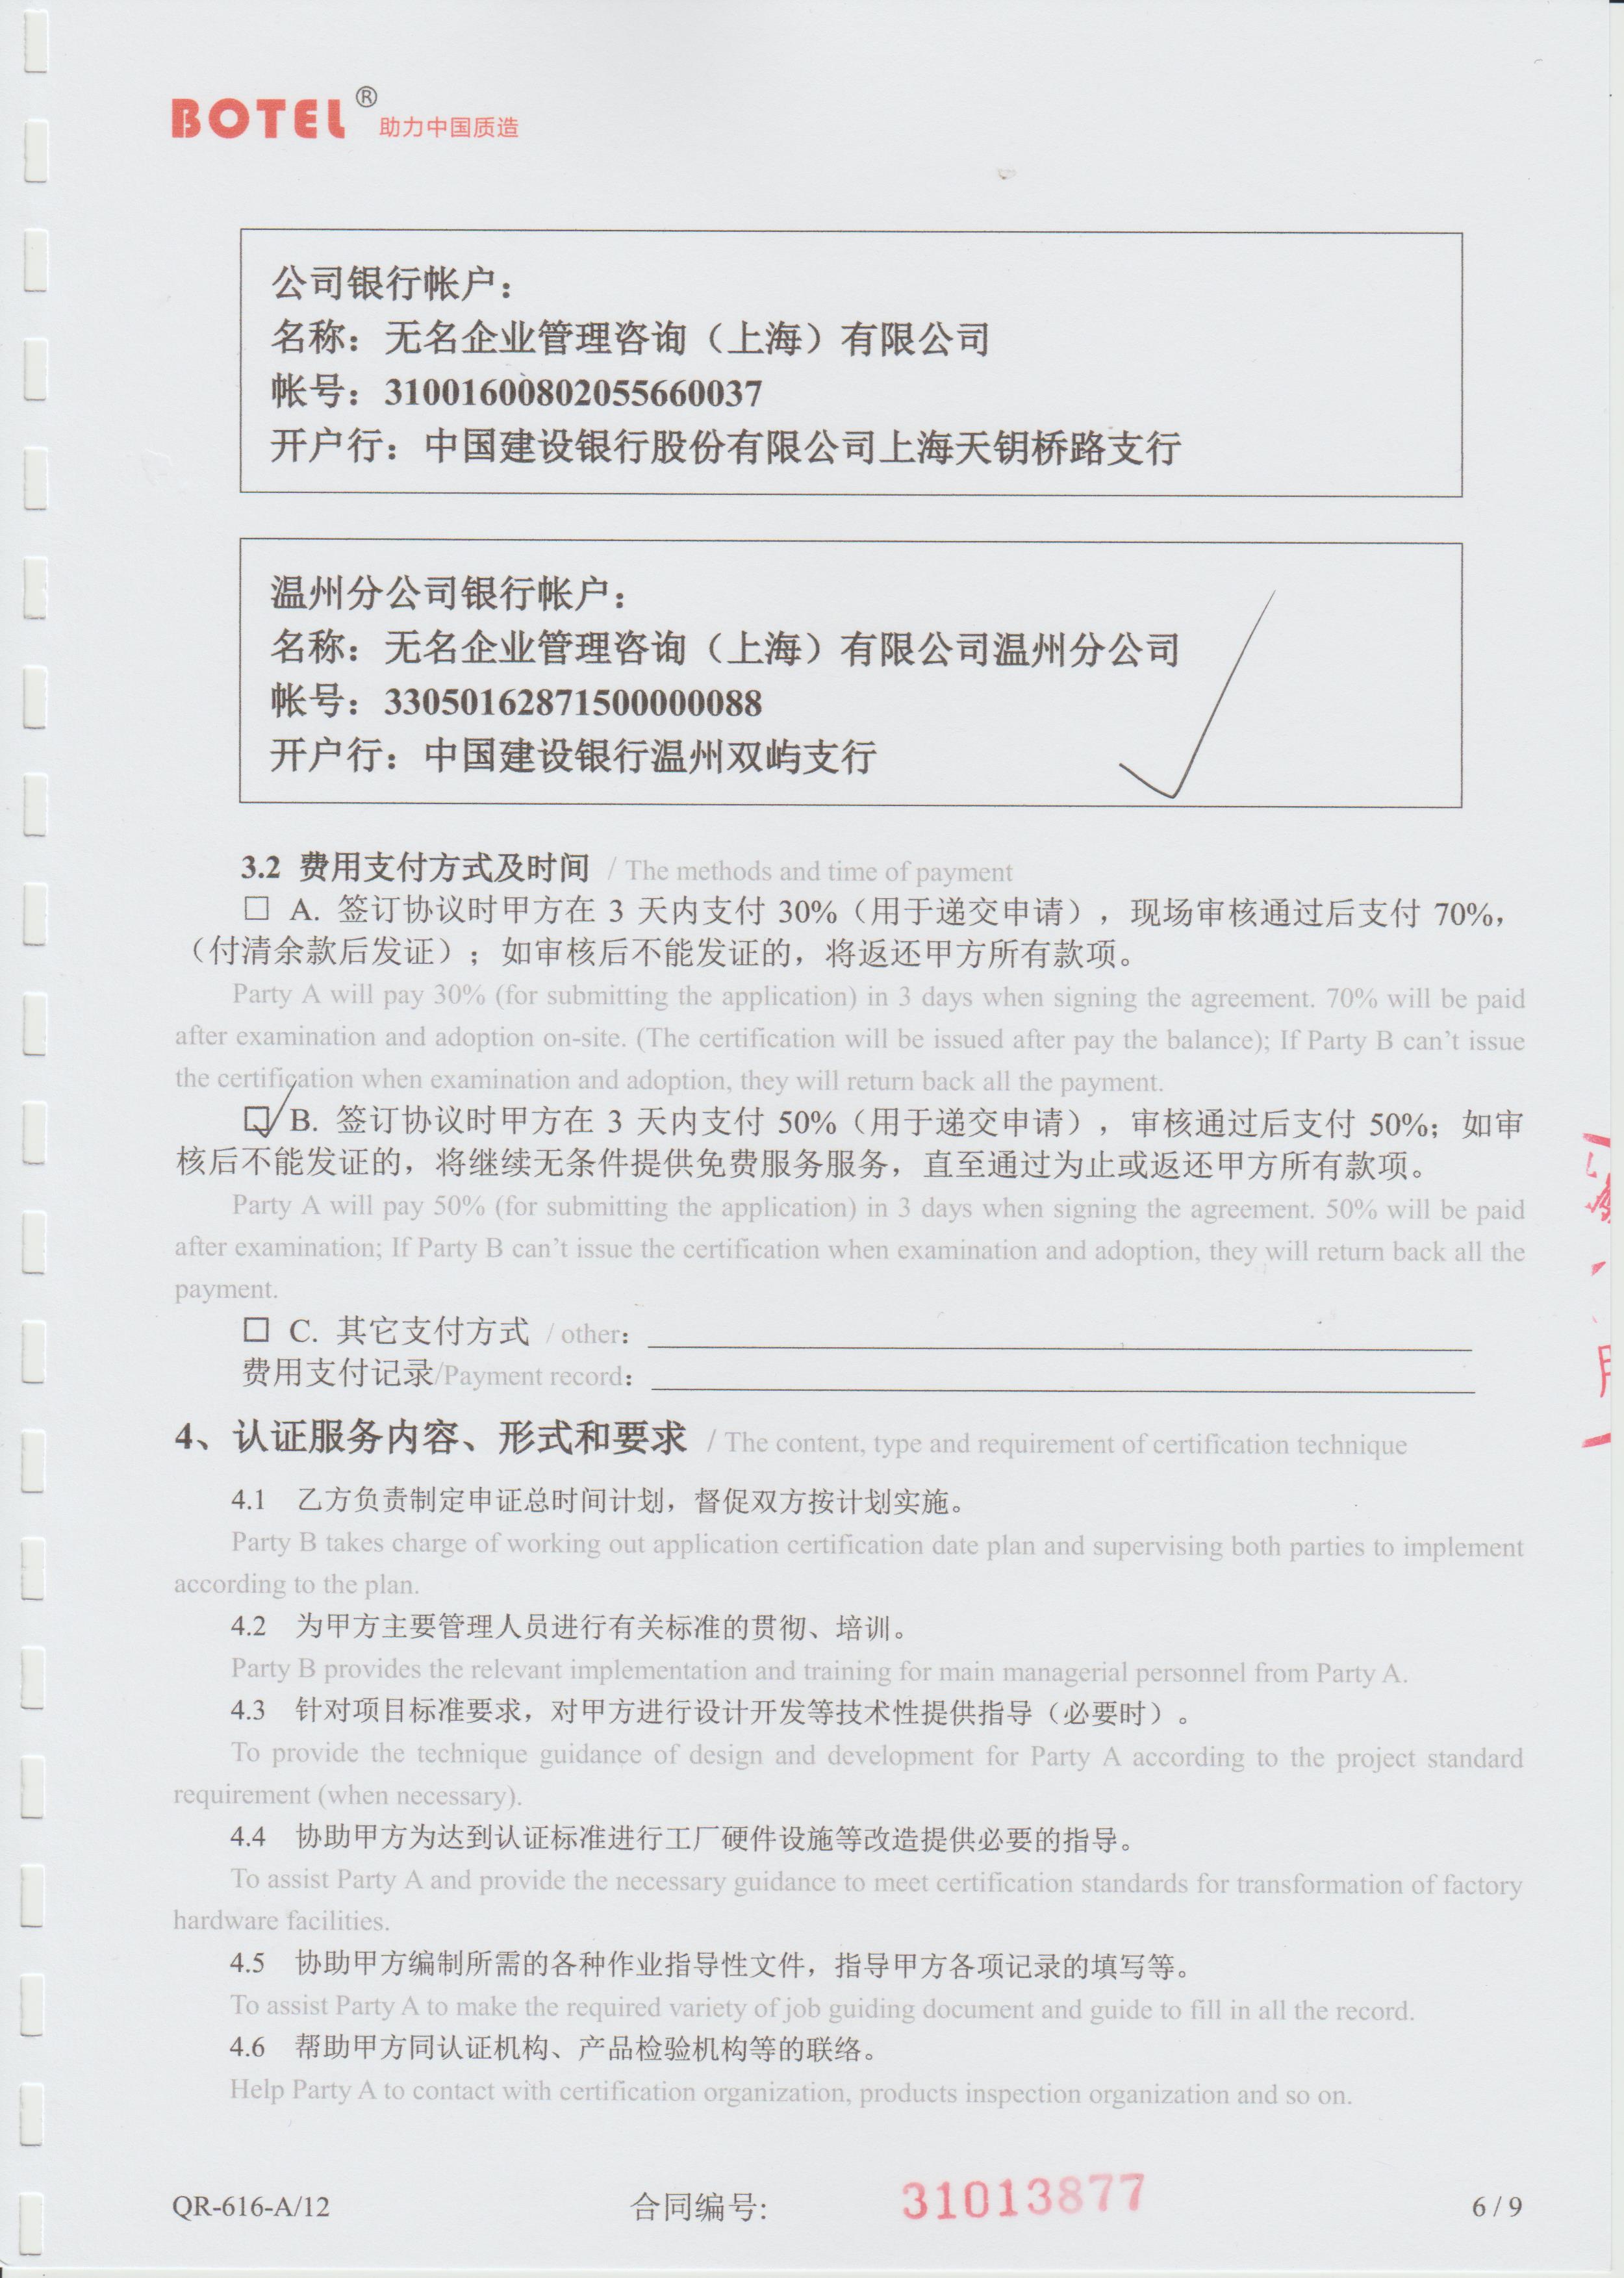 BOTEL® 助力中国质造
公司银行帐户：
名称：无名企业管理咨询（上海）有限公司
帐号：31001600802055660037
开户行：中国建设银行股份有限公司上海天钥桥路支行
温州分公司银行帐户：
名称：无名企业管理咨询（上海）有限公司温州分公司
帐号：33050162871500000088
开户行：中国建设银行温州双屿支行
3.2 费用支付方式及时间 / The methods and time of payment
□ A. 签订协议时甲方在 3 天内支付 30%（用于递交申请），现场审核通过后支付 70%，
（付清余款后发证）；如审核后不能发证的，将返还甲方所有款项。
Party A will pay 30% (for submitting the application) in 3 days when signing the agreement. 70% will be paid
after examination and adoption on-site. (The certification will be issued after pay the balance); If Party B can't issue
the certification when examination and adoption, they will return back all the payment.
☑ B. 签订协议时甲方在 3 天内支付 50%（用于递交申请），审核通过后支付 50%；如审
核后不能发证的，将继续无条件提供免费服务服务，直至通过为止或返还甲方所有款项。
Party A will pay 50% (for submitting the application) in 3 days when signing the agreement. 50% will be paid
after examination; If Party B can't issue the certification when examination and adoption, they will return back all the
payment.
□ C. 其它支付方式 / other：
费用支付记录/Payment record：
4、认证服务内容、形式和要求 / The content, type and requirement of certification technique
4.1 乙方负责制定申证总时间计划，督促双方按计划实施。
Party B takes charge of working out application certification date plan and supervising both parties to implement
according to the plan.
4.2 为甲方主要管理人员进行有关标准的贯彻、培训。
Party B provides the relevant implementation and training for main managerial personnel from Party A.
4.3 针对项目标准要求，对甲方进行设计开发等技术性提供指导（必要时）。
To provide the technique guidance of design and development for Party A according to the project standard
requirement (when necessary).
4.4 协助甲方为达到认证标准进行工厂硬件设施等改造提供必要的指导。
To assist Party A and provide the necessary guidance to meet certification standards for transformation of factory
hardware facilities.
4.5 协助甲方编制所需的各种作业指导性文件，指导甲方各项记录的填写等。
To assist Party A to make the required variety of job guiding document and guide to fill in all the record.
4.6 帮助甲方同认证机构、产品检验机构等的联络。
Help Party A to contact with certification organization, products inspection organization and so on.
QR-616-A/12 合同编号: 31013877 6 / 9